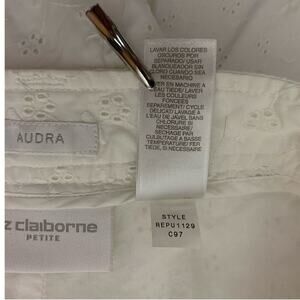 LAVAR LOS COLORES
OSCUROS POR
SEPARADO/ USAR
BLANQUEADOR SIN
CLORO CUANDO SEA
NECESARIO
EN MACHINE A
EAU TIEDE/ LAVER
LES COULEURS
FONCEES
SEPAREMENT/ CYCLE
DELICAT/ LAVAGE A
L'EAU DE JAVEL SANS
CHLORURE SI
NECESSAIRE/
SECHAGE PAR
CULBUTAGE A BASSE
TEMPERATURE/ FER
TIEDE, SI NECESSAIRE
AUDRA
z claiborne
PETITE
STYLE
REPU1129
C97